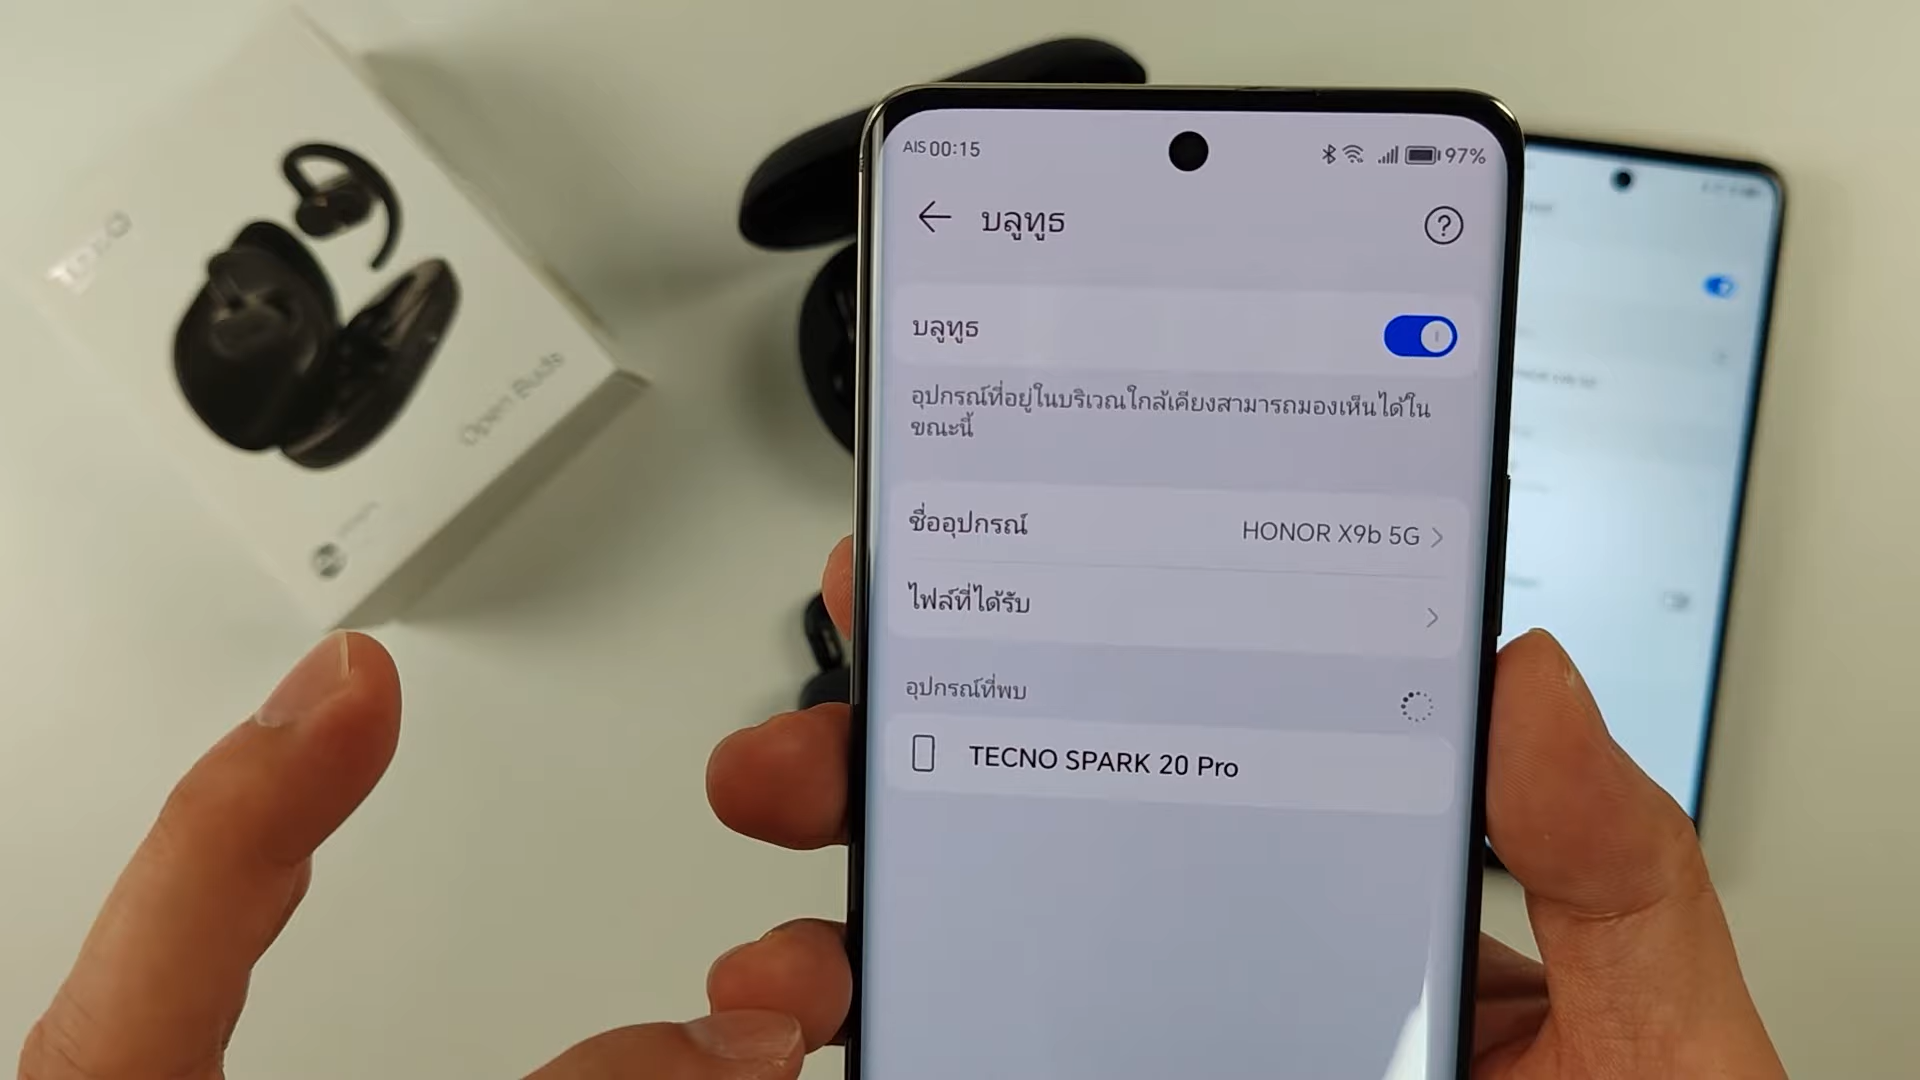 AIS 00:15
97%
บลูทูธ
บลูทูธ
อุปกรณ์ที่อยู่ในบริเวณใกล้เคียงสามารถมองเห็นได้ใน
ขณะนี้
ชื่ออุปกรณ์ HONOR X9b 5G
ไฟล์ที่ได้รับ
อุปกรณ์ที่พบ
TECNO SPARK 20 Pro
Open Buds